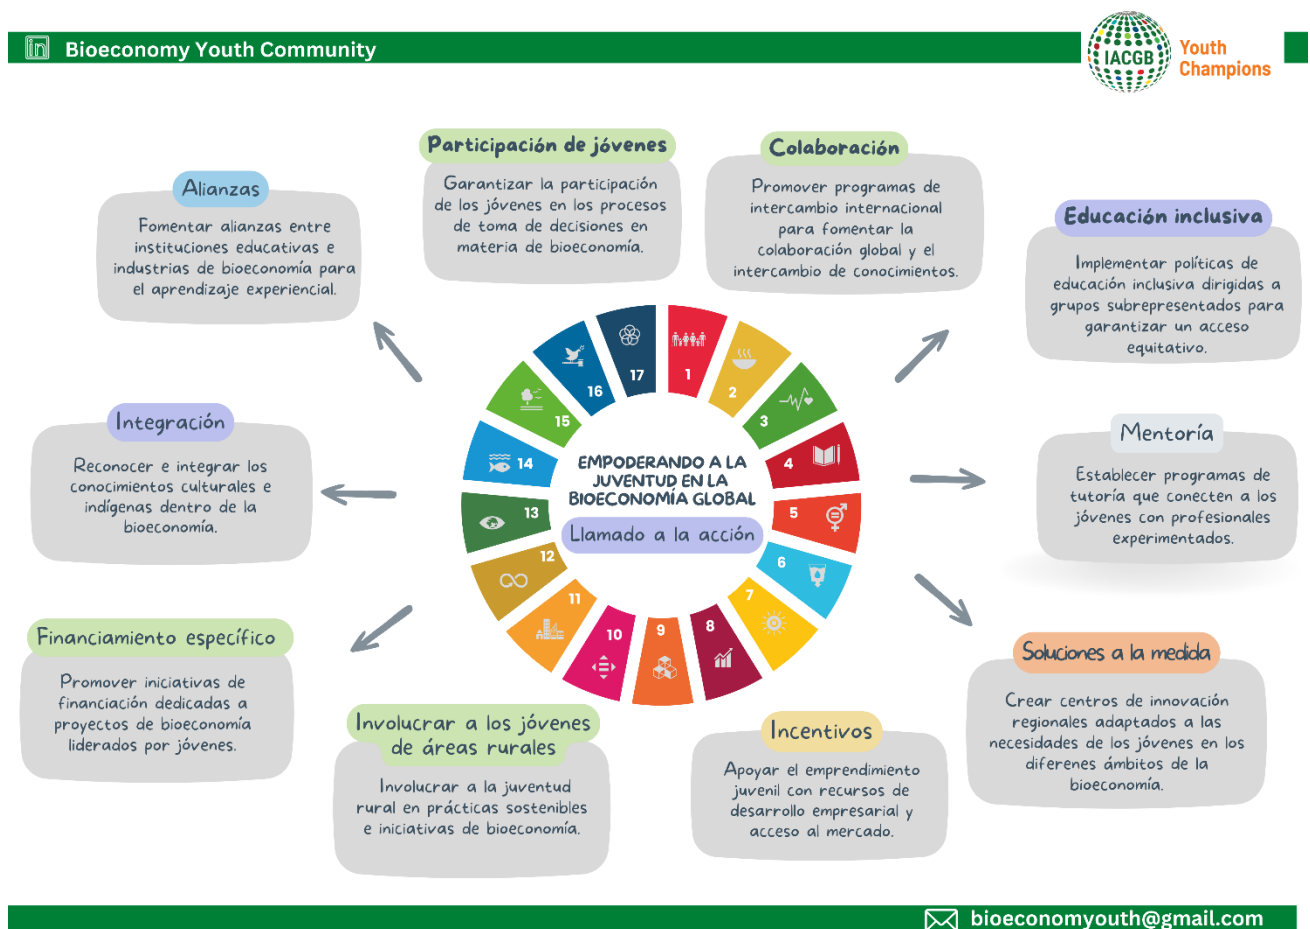 in Bioeconomy Youth Community
IACGB
Youth
Champions
Participación de jóvenes
Garantizar la participación
de los jóvenes en los procesos
de toma de decisiones en
materia de bioeconomía.
Colaboración
Promover programas de
intercambio internacional
para fomentar la
colaboración global y el
intercambio de conocimientos.
Alianzas
Fomentar alianzas entre
instituciones educativas e
industrias de bioeconomía para
el aprendizaje experiencial.
Educación inclusiva
Implementar políticas de
educación inclusiva dirigidas a
grupos subrepresentados para
garantizar un acceso
equitativo.
Integración
Reconocer e integrar los
conocimientos culturales e
indígenas dentro de la
bioeconomía.
1
2
3
4
5
6
7
8
9
10
11
12
13
14
15
16
17
EMPODERANDO A LA
JUVENTUD EN LA
BIOECONOMÍA GLOBAL
Llamado a la acción
Mentoría
Establecer programas de
tutoría que conecten a los
jóvenes con profesionales
experimentados.
Financiamiento específico
Promover iniciativas de
financiación dedicadas a
proyectos de bioeconomía
liderados por jóvenes.
Soluciones a la medida
Crear centros de innovación
regionales adaptados a las
necesidades de los jóvenes en los
diferenes ámbitos de la
bioeconomía.
Involucrar a los jóvenes
de áreas rurales
Involucrar a la juventud
rural en prácticas sostenibles
e iniciativas de bioeconomía.
Incentivos
Apoyar el emprendimiento
juvenil con recursos de
desarrollo empresarial y
acceso al mercado.
bioeconomyouth@gmail.com